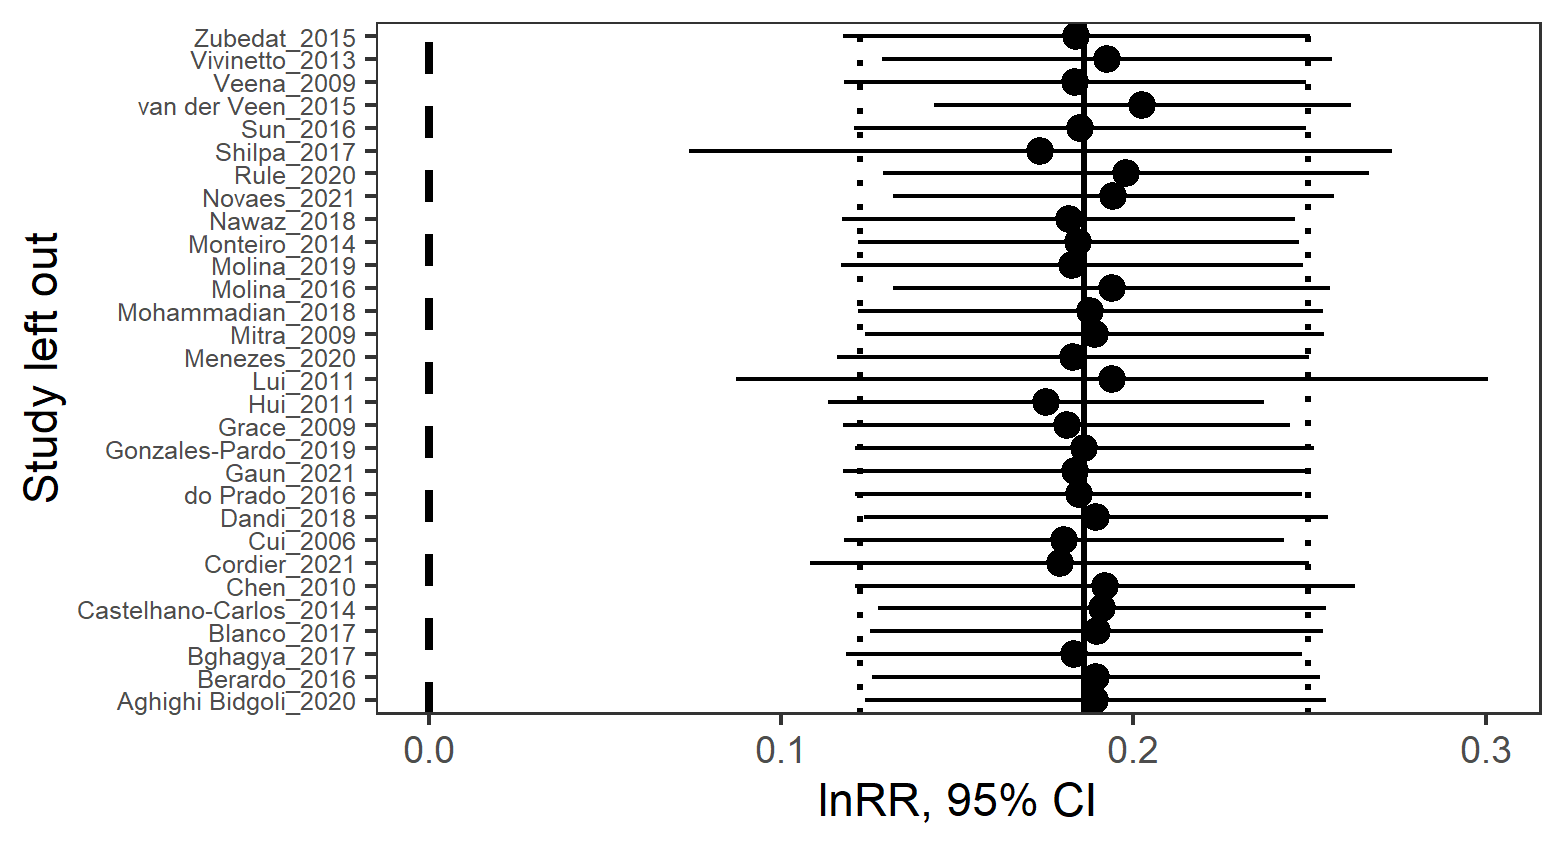 Study left out
Zubedat_2015
Vivinetto_2013
Veena_2009
van der Veen_2015
Sun_2016
Shilpa_2017
Rule_2020
Novaes_2021
Nawaz_2018
Monteiro_2014
Molina_2019
Molina_2016
Mohammadian_2018
Mitra_2009
Menezes_2020
Lui_2011
Hui_2011
Grace_2009
Gonzales-Pardo_2019
Gaun_2021
do Prado_2016
Dandi_2018
Cui_2006
Cordier_2021
Chen_2010
Castelhano-Carlos_2014
Blanco_2017
Bghagya_2017
Berardo_2016
Aghighi Bidgoli_2020
0.0 0.1 0.2 0.3
lnRR, 95% CI